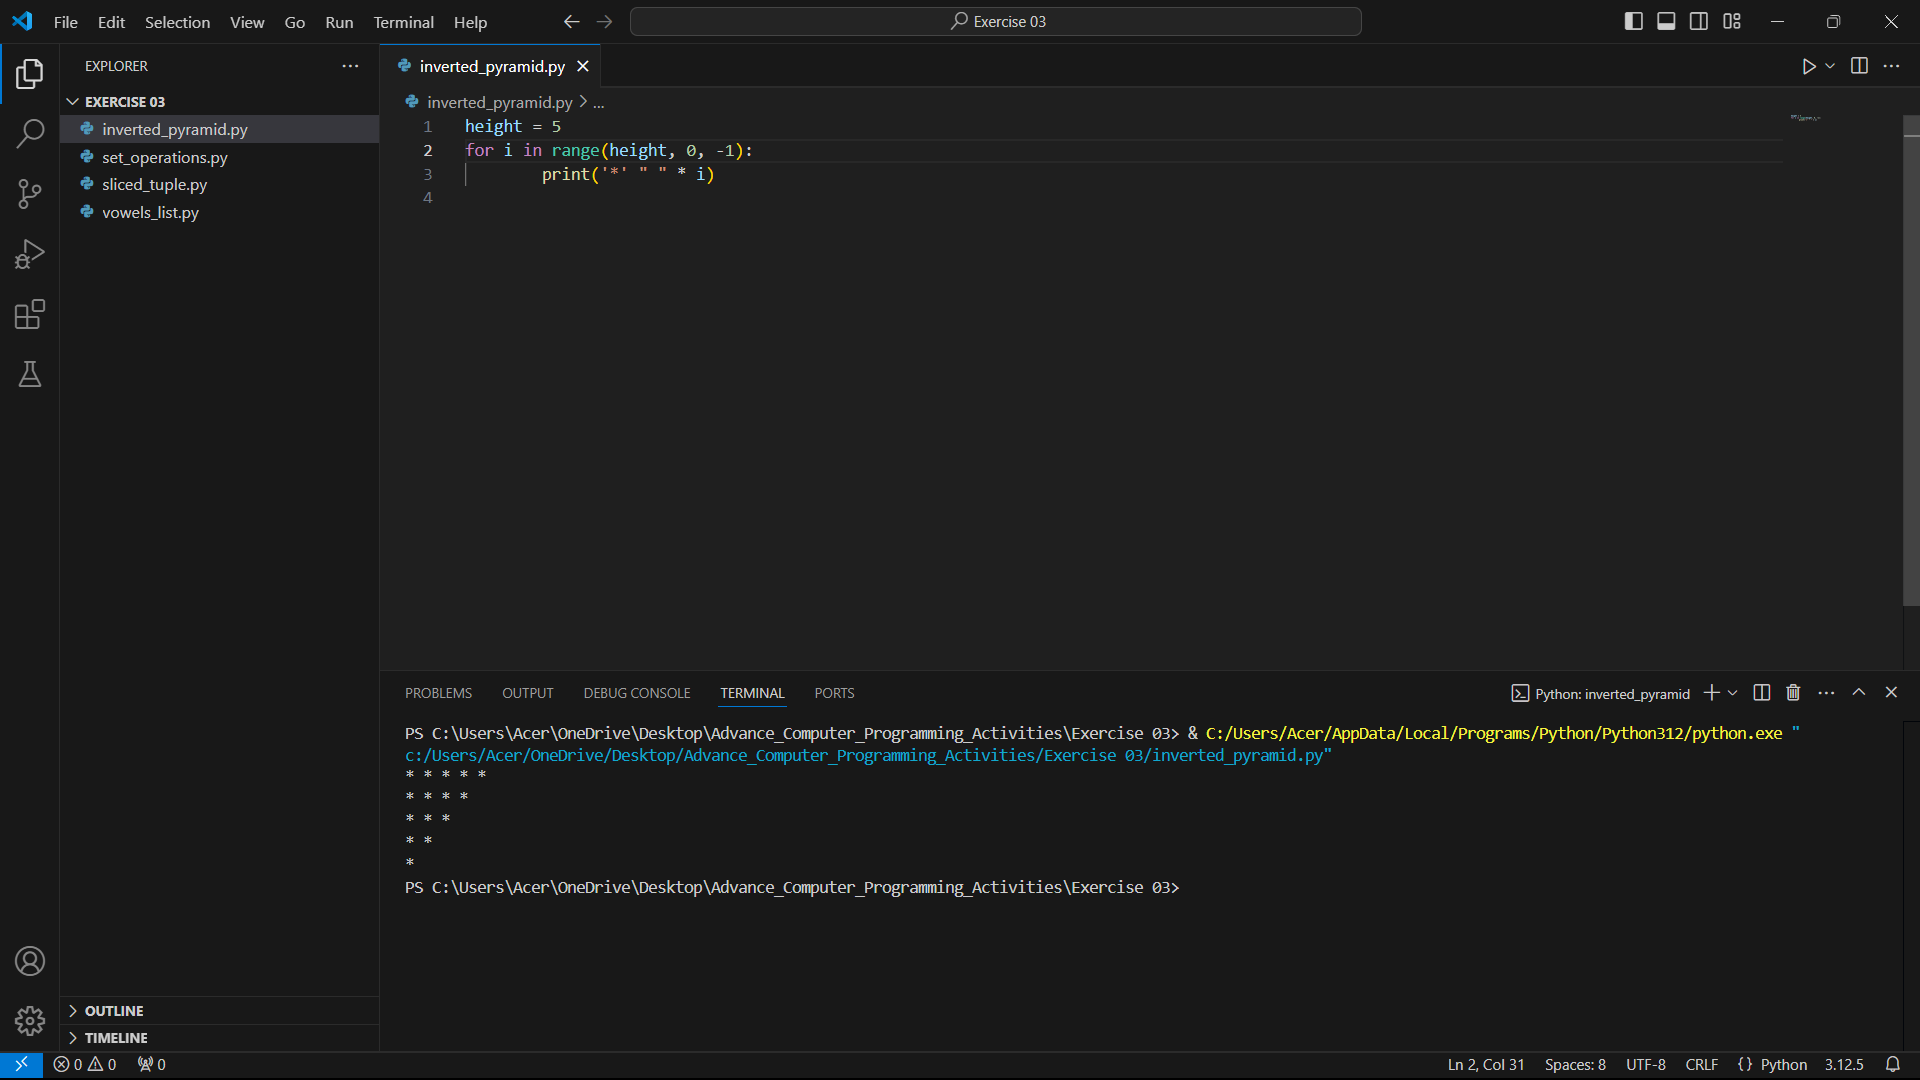 File Edit Selection View Go Run Terminal Help
Exercise 03
EXPLORER
EXERCISE 03
inverted_pyramid.py
set_operations.py
sliced_tuple.py
vowels_list.py
OUTLINE
TIMELINE
inverted_pyramid.py
inverted_pyramid.py > ...
1 height = 5
2 for i in range(height, 0, -1):
3         print('*' " " * i)
4
PROBLEMS OUTPUT DEBUG CONSOLE TERMINAL PORTS
Python: inverted_pyramid
PS C:\Users\Acer\OneDrive\Desktop\Advance_Computer_Programming_Activities\Exercise 03> & C:/Users/Acer/AppData/Local/Programs/Python/Python312/python.exe "
c:/Users/Acer/OneDrive/Desktop/Advance_Computer_Programming_Activities/Exercise 03/inverted_pyramid.py"
* * * * *
* * * *
* * *
* *
*
PS C:\Users\Acer\OneDrive\Desktop\Advance_Computer_Programming_Activities\Exercise 03>
0 0 0
Ln 2, Col 31 Spaces: 8 UTF-8 CRLF {} Python 3.12.5